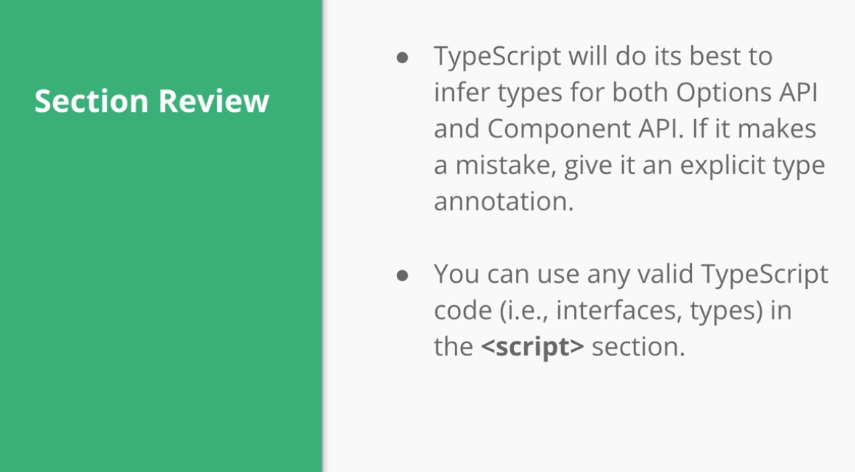 Section Review
● TypeScript will do its best to
infer types for both Options API
and Component API. If it makes
a mistake, give it an explicit type
annotation.
● You can use any valid TypeScript
code (i.e., interfaces, types) in
the <script> section.